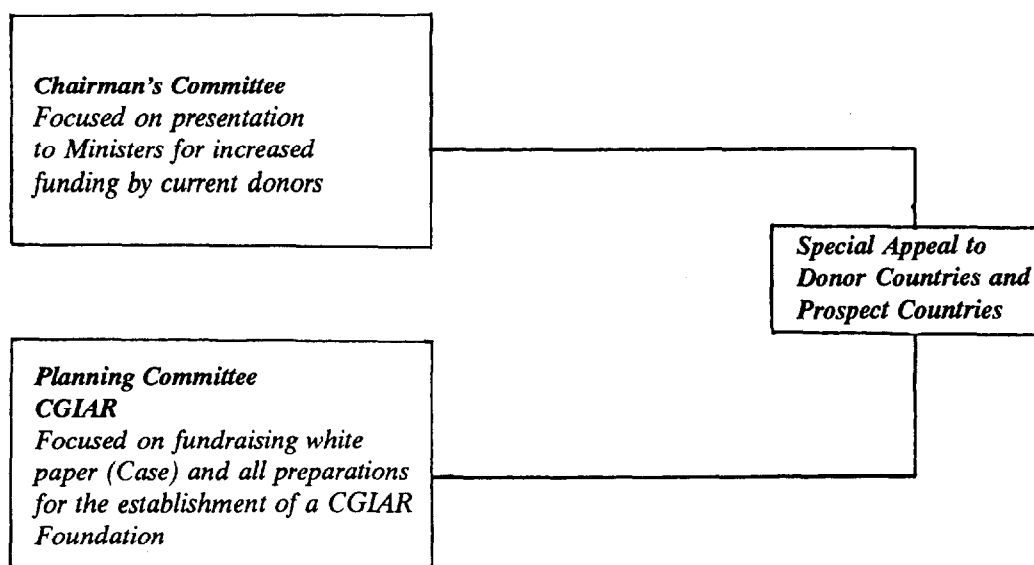 Chairman's Committee
Focused on presentation
to Ministers for increased
funding by current donors
Special Appeal to
Donor Countries and
Prospect Countries
Planning Committee
CGIAR
Focused on fundraising white
paper (Case) and all preparations
for the establishment of a CGIAR
Foundation